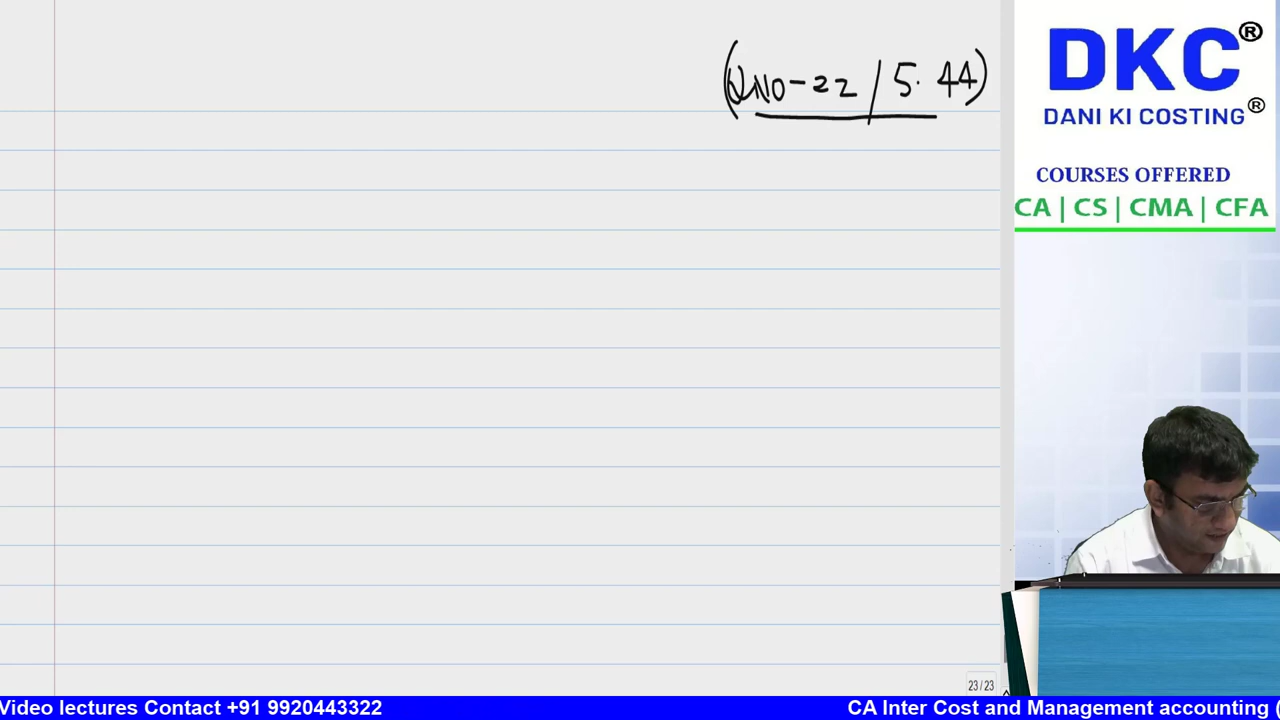 (QNO-22 / 5.44)
DKC®
DANI KI COSTING®
COURSES OFFERED
CA | CS | CMA | CFA
23/23
Video lectures Contact +91 9920443322
CA Inter Cost and Management accounting (